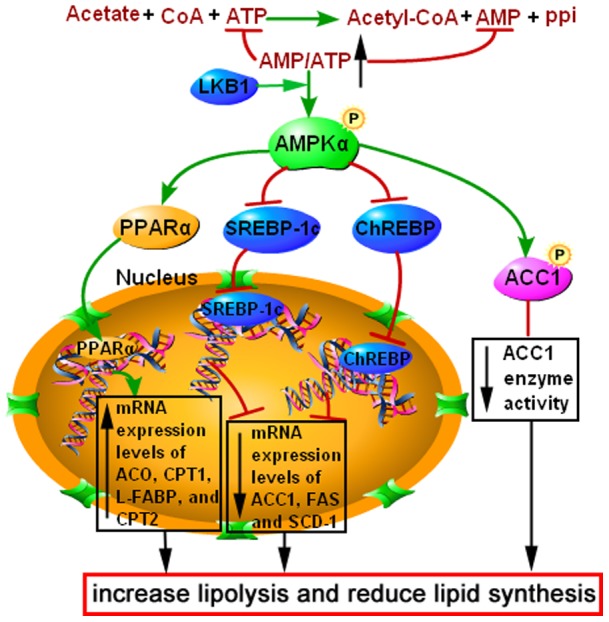 Acetate + CoA + ATP Acetyl-CoA + AMP + ppi
AMP/ATP
LKB1
P
AMPKα
PPARα
SREBP-1c
ChREBP
P
ACC1
Nucleus
SREBP-1c
PPARα
ChREBP
ACC1
enzyme
activity
mRNA
expression
levels of
ACO, CPT1,
L-FABP, and
CPT2
mRNA
expression
levels of
ACC1, FAS
and SCD-1
increase lipolysis and reduce lipid synthesis